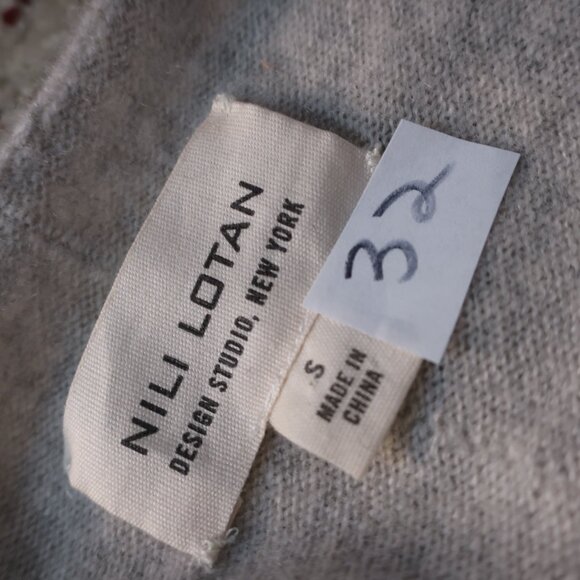 NILI LOTAN
DESIGN STUDIO, NEW YORK
32
S
MADE IN
CHINA